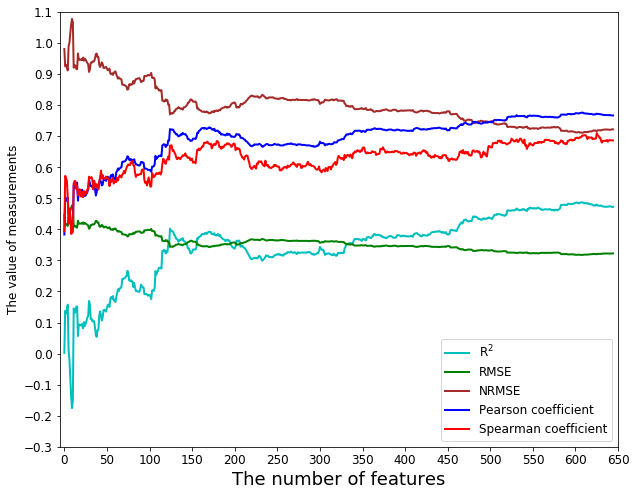 1.1
1.0
0.9
0.8
0.7
0.6
0.5
0.4
0.3
0.2
0.1
0.0
−0.1
−0.2
−0.3
The value of measurements
R²
RMSE
NRMSE
Pearson coefficient
Spearman coefficient
0 50 100 150 200 250 300 350 400 450 500 550 600 650
The number of features